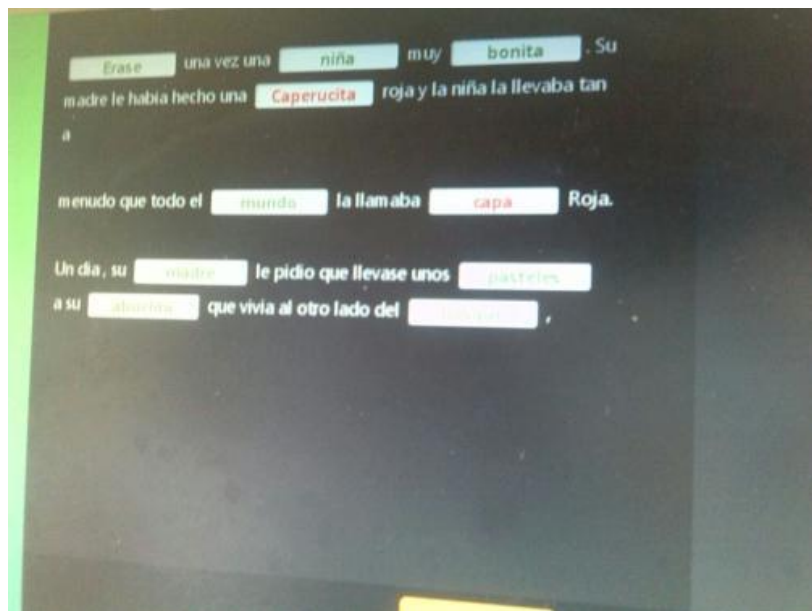 Erase una vez una niña muy bonita . Su
madre le habia hecho una Caperucita roja y la niña la llevaba tan
a
menudo que todo el mundo la llamaba capa Roja.
Un dia, su madre le pidio que llevase unos pasteles
a su abuelita que vivia al otro lado del ,